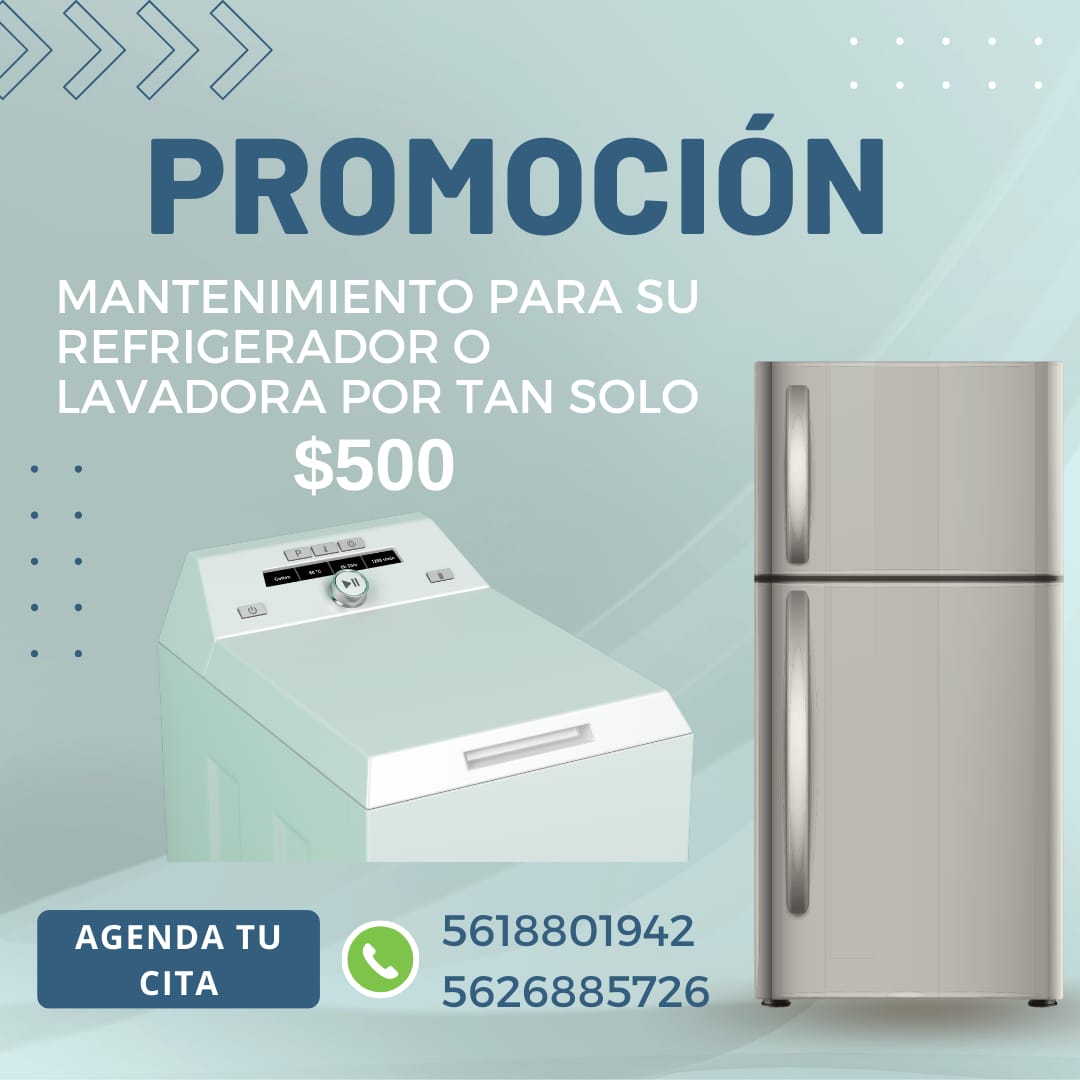 PROMOCIÓN
MANTENIMIENTO PARA SU
REFRIGERADOR O
LAVADORA POR TAN SOLO
$500
P
AGENDA TU
CITA
5618801942
5626885726